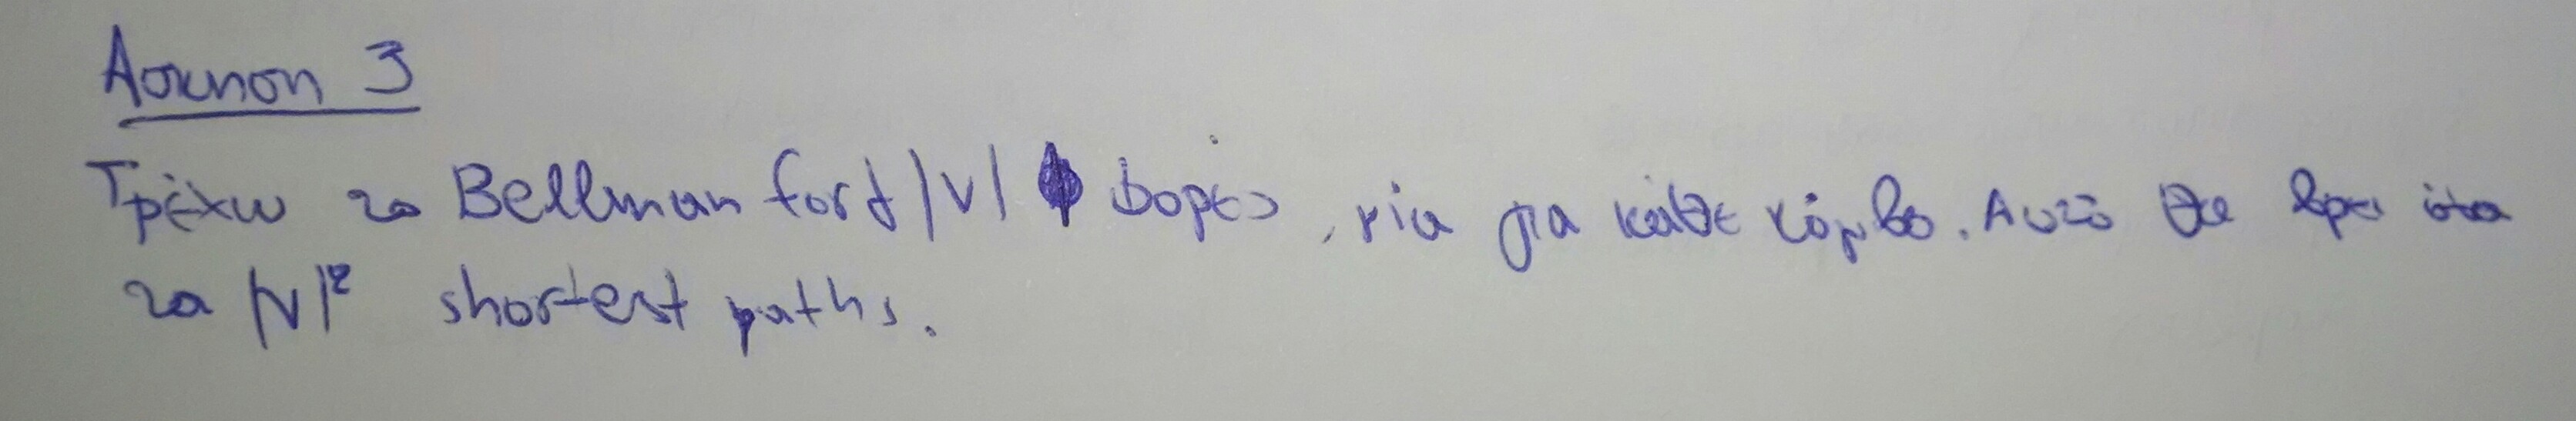 Άσκηση 3
Τρέχω το Bellman ford |V| φορές, μία για κάθε κόμβο. Αυτό θα βρει όλα
τα |V|² shortest paths.